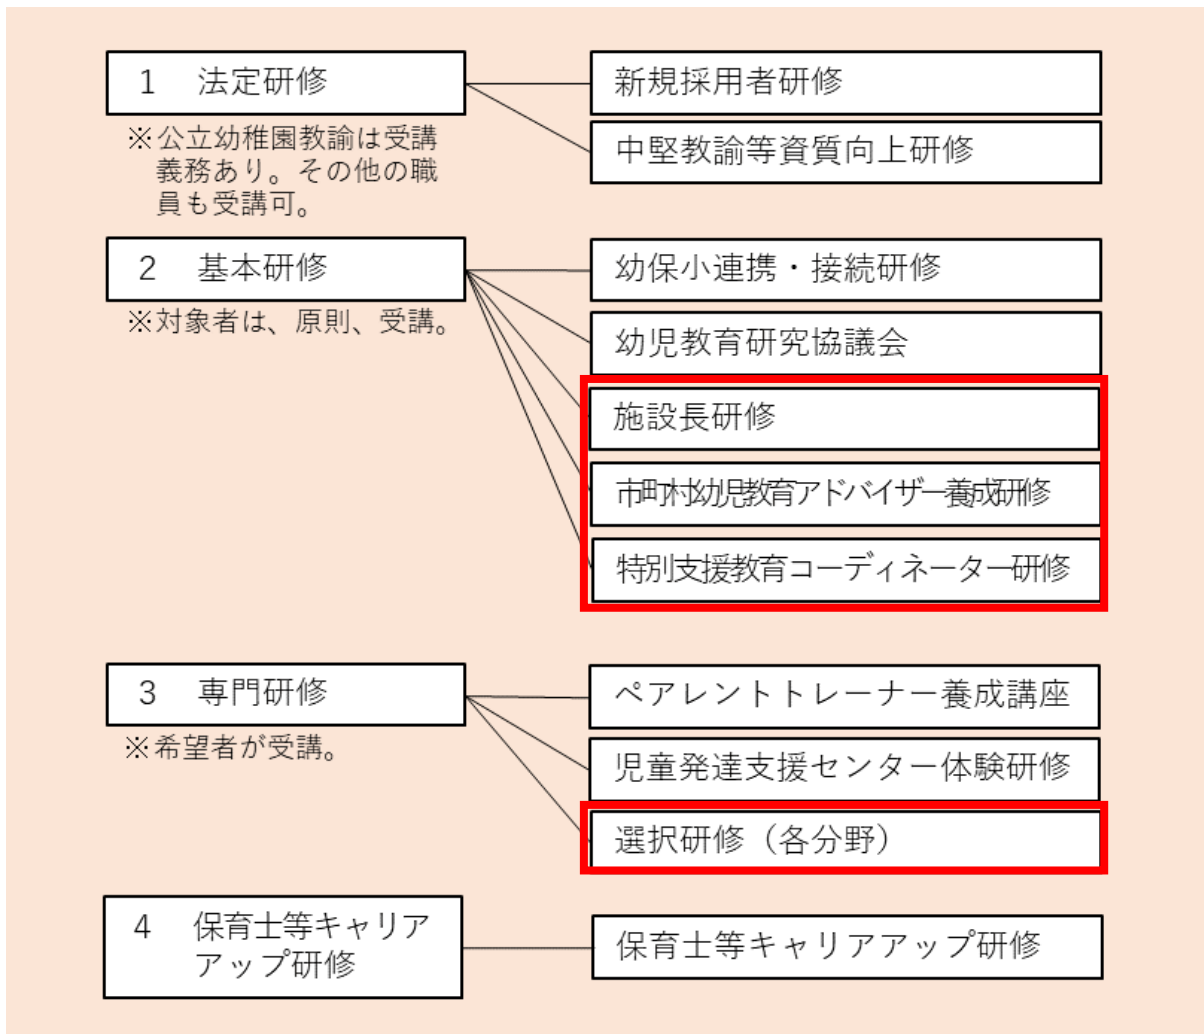 1 法定研修
新規採用者研修
※公立幼稚園教諭は受講
義務あり。その他の職
員も受講可。
中堅教諭等資質向上研修
2 基本研修
※対象者は、原則、受講。
幼保小連携・接続研修
幼児教育研究協議会
施設長研修
市町村幼児教育アドバイザー養成研修
特別支援教育コーディネーター研修
3 専門研修
※希望者が受講。
ペアレントトレーナー養成講座
児童発達支援センター体験研修
選択研修（各分野）
4 保育士等キャリア
アップ研修
保育士等キャリアアップ研修